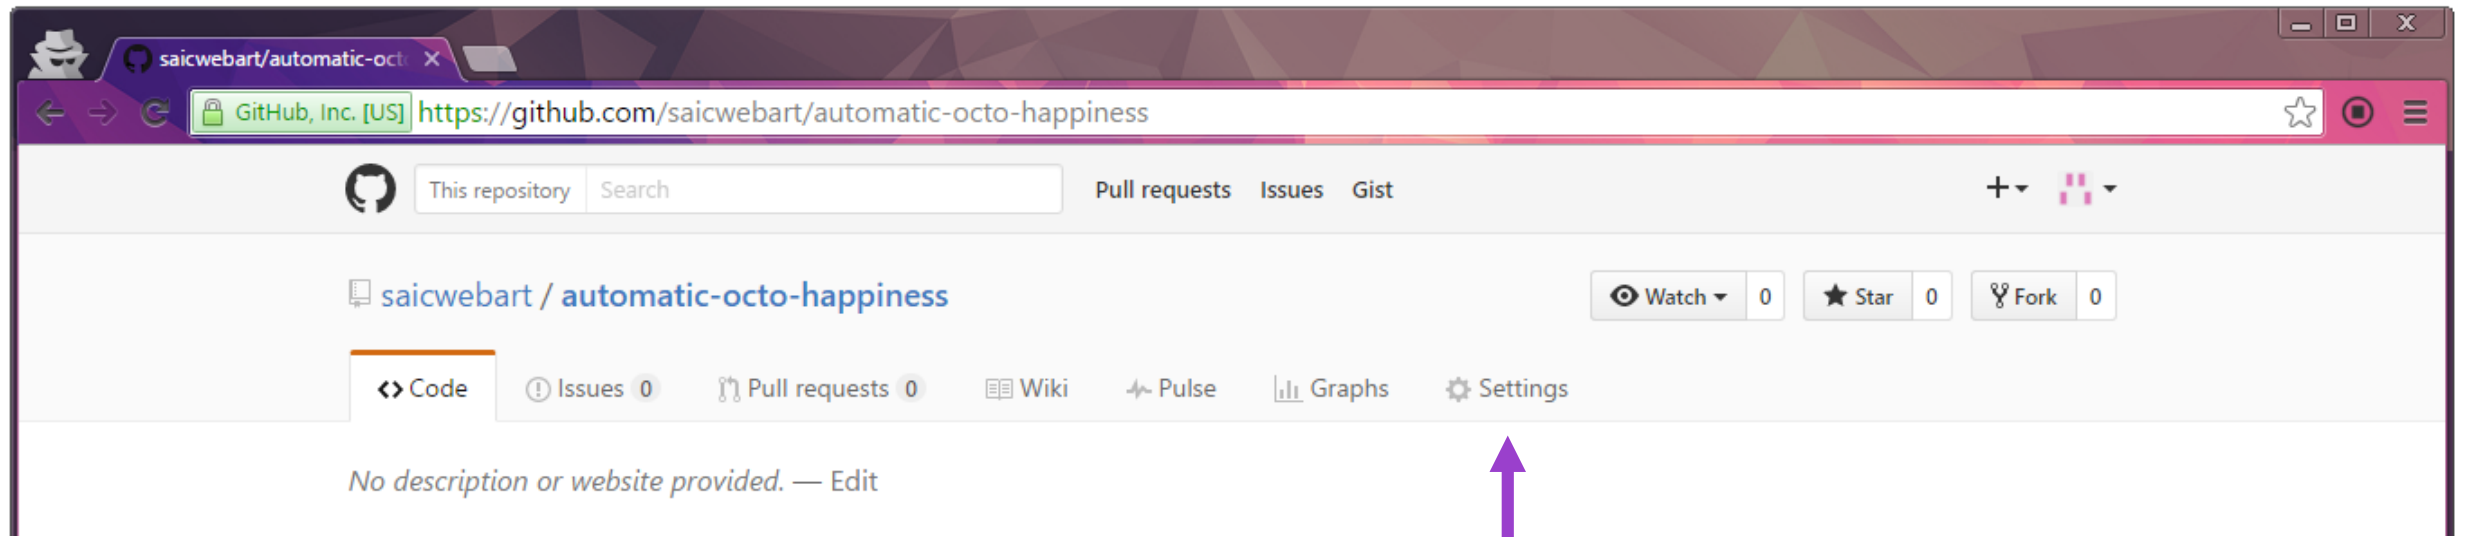 saicwebart/automatic-oct
GitHub, Inc. [US] https://github.com/saicwebart/automatic-octo-happiness
This repository Search Pull requests Issues Gist
saicwebart / automatic-octo-happiness Watch 0 Star 0 Fork 0
Code Issues 0 Pull requests 0 Wiki Pulse Graphs Settings
No description or website provided. — Edit